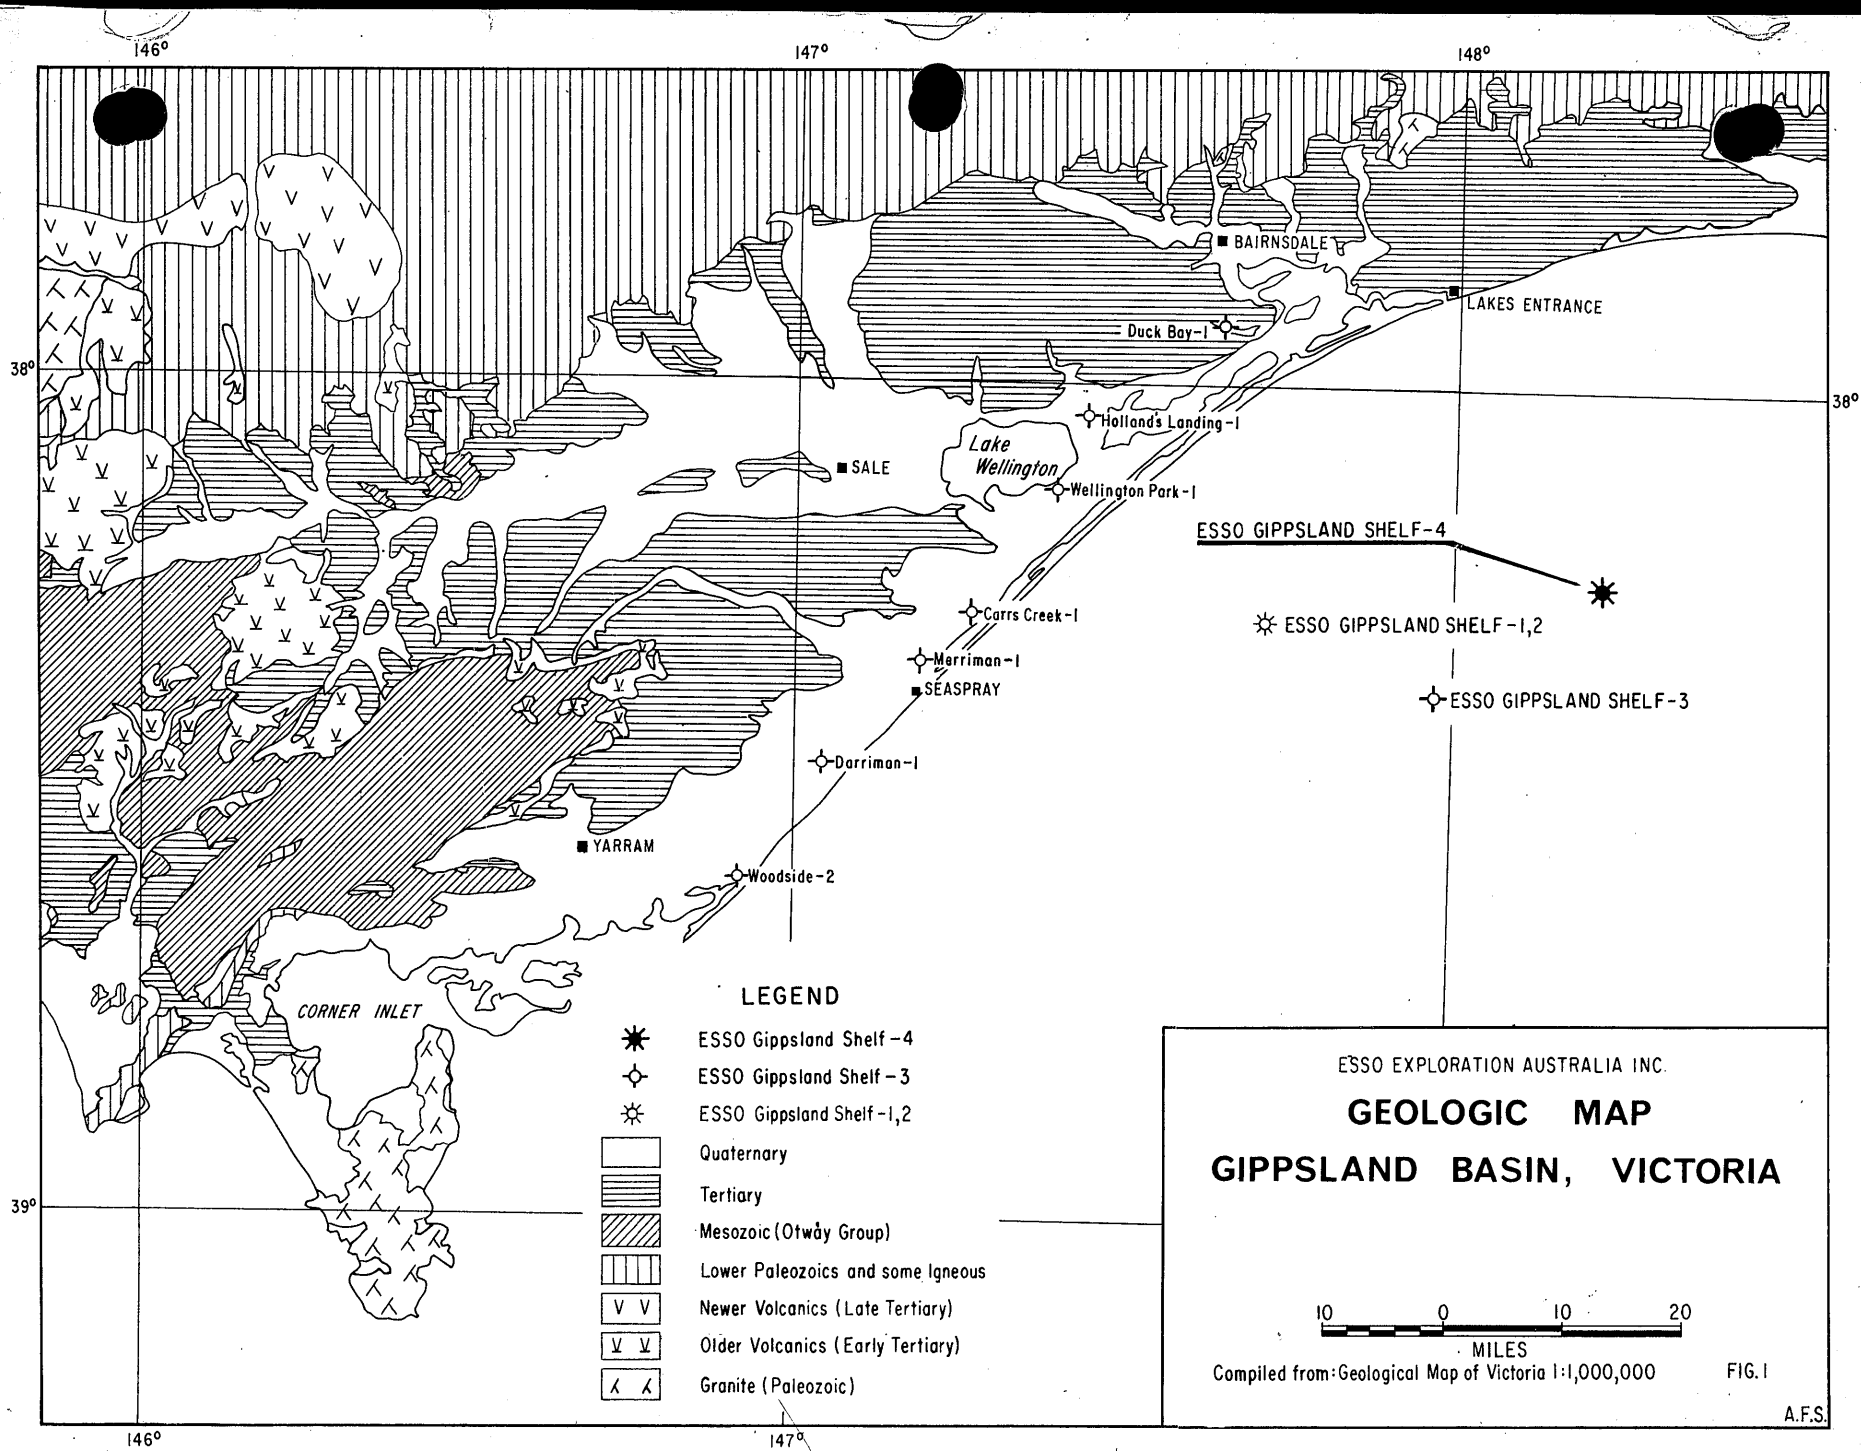 146°
147°
148°
BAIRNSDALE
LAKES ENTRANCE
Duck Bay-1
38°
38°
Holland's Landing-1
Lake
Wellington
SALE
Wellington Park-1
ESSO GIPPSLAND SHELF-4
Carrs Creek-1
ESSO GIPPSLAND SHELF-1,2
Merriman-1
SEASPRAY
ESSO GIPPSLAND SHELF-3
Darriman-1
YARRAM
Woodside-2
CORNER INLET
LEGEND
ESSO Gippsland Shelf-4
ESSO Gippsland Shelf-3
ESSO Gippsland Shelf-1,2
Quaternary
Tertiary
Mesozoic (Otway Group)
Lower Paleozoics and some Igneous
Newer Volcanics (Late Tertiary)
Older Volcanics (Early Tertiary)
Granite (Paleozoic)
39°
ESSO EXPLORATION AUSTRALIA INC.
GEOLOGIC MAP
GIPPSLAND BASIN, VICTORIA
10 0 10 20
MILES
Compiled from: Geological Map of Victoria 1:1,000,000
FIG. 1
A.F.S.
146°
147°